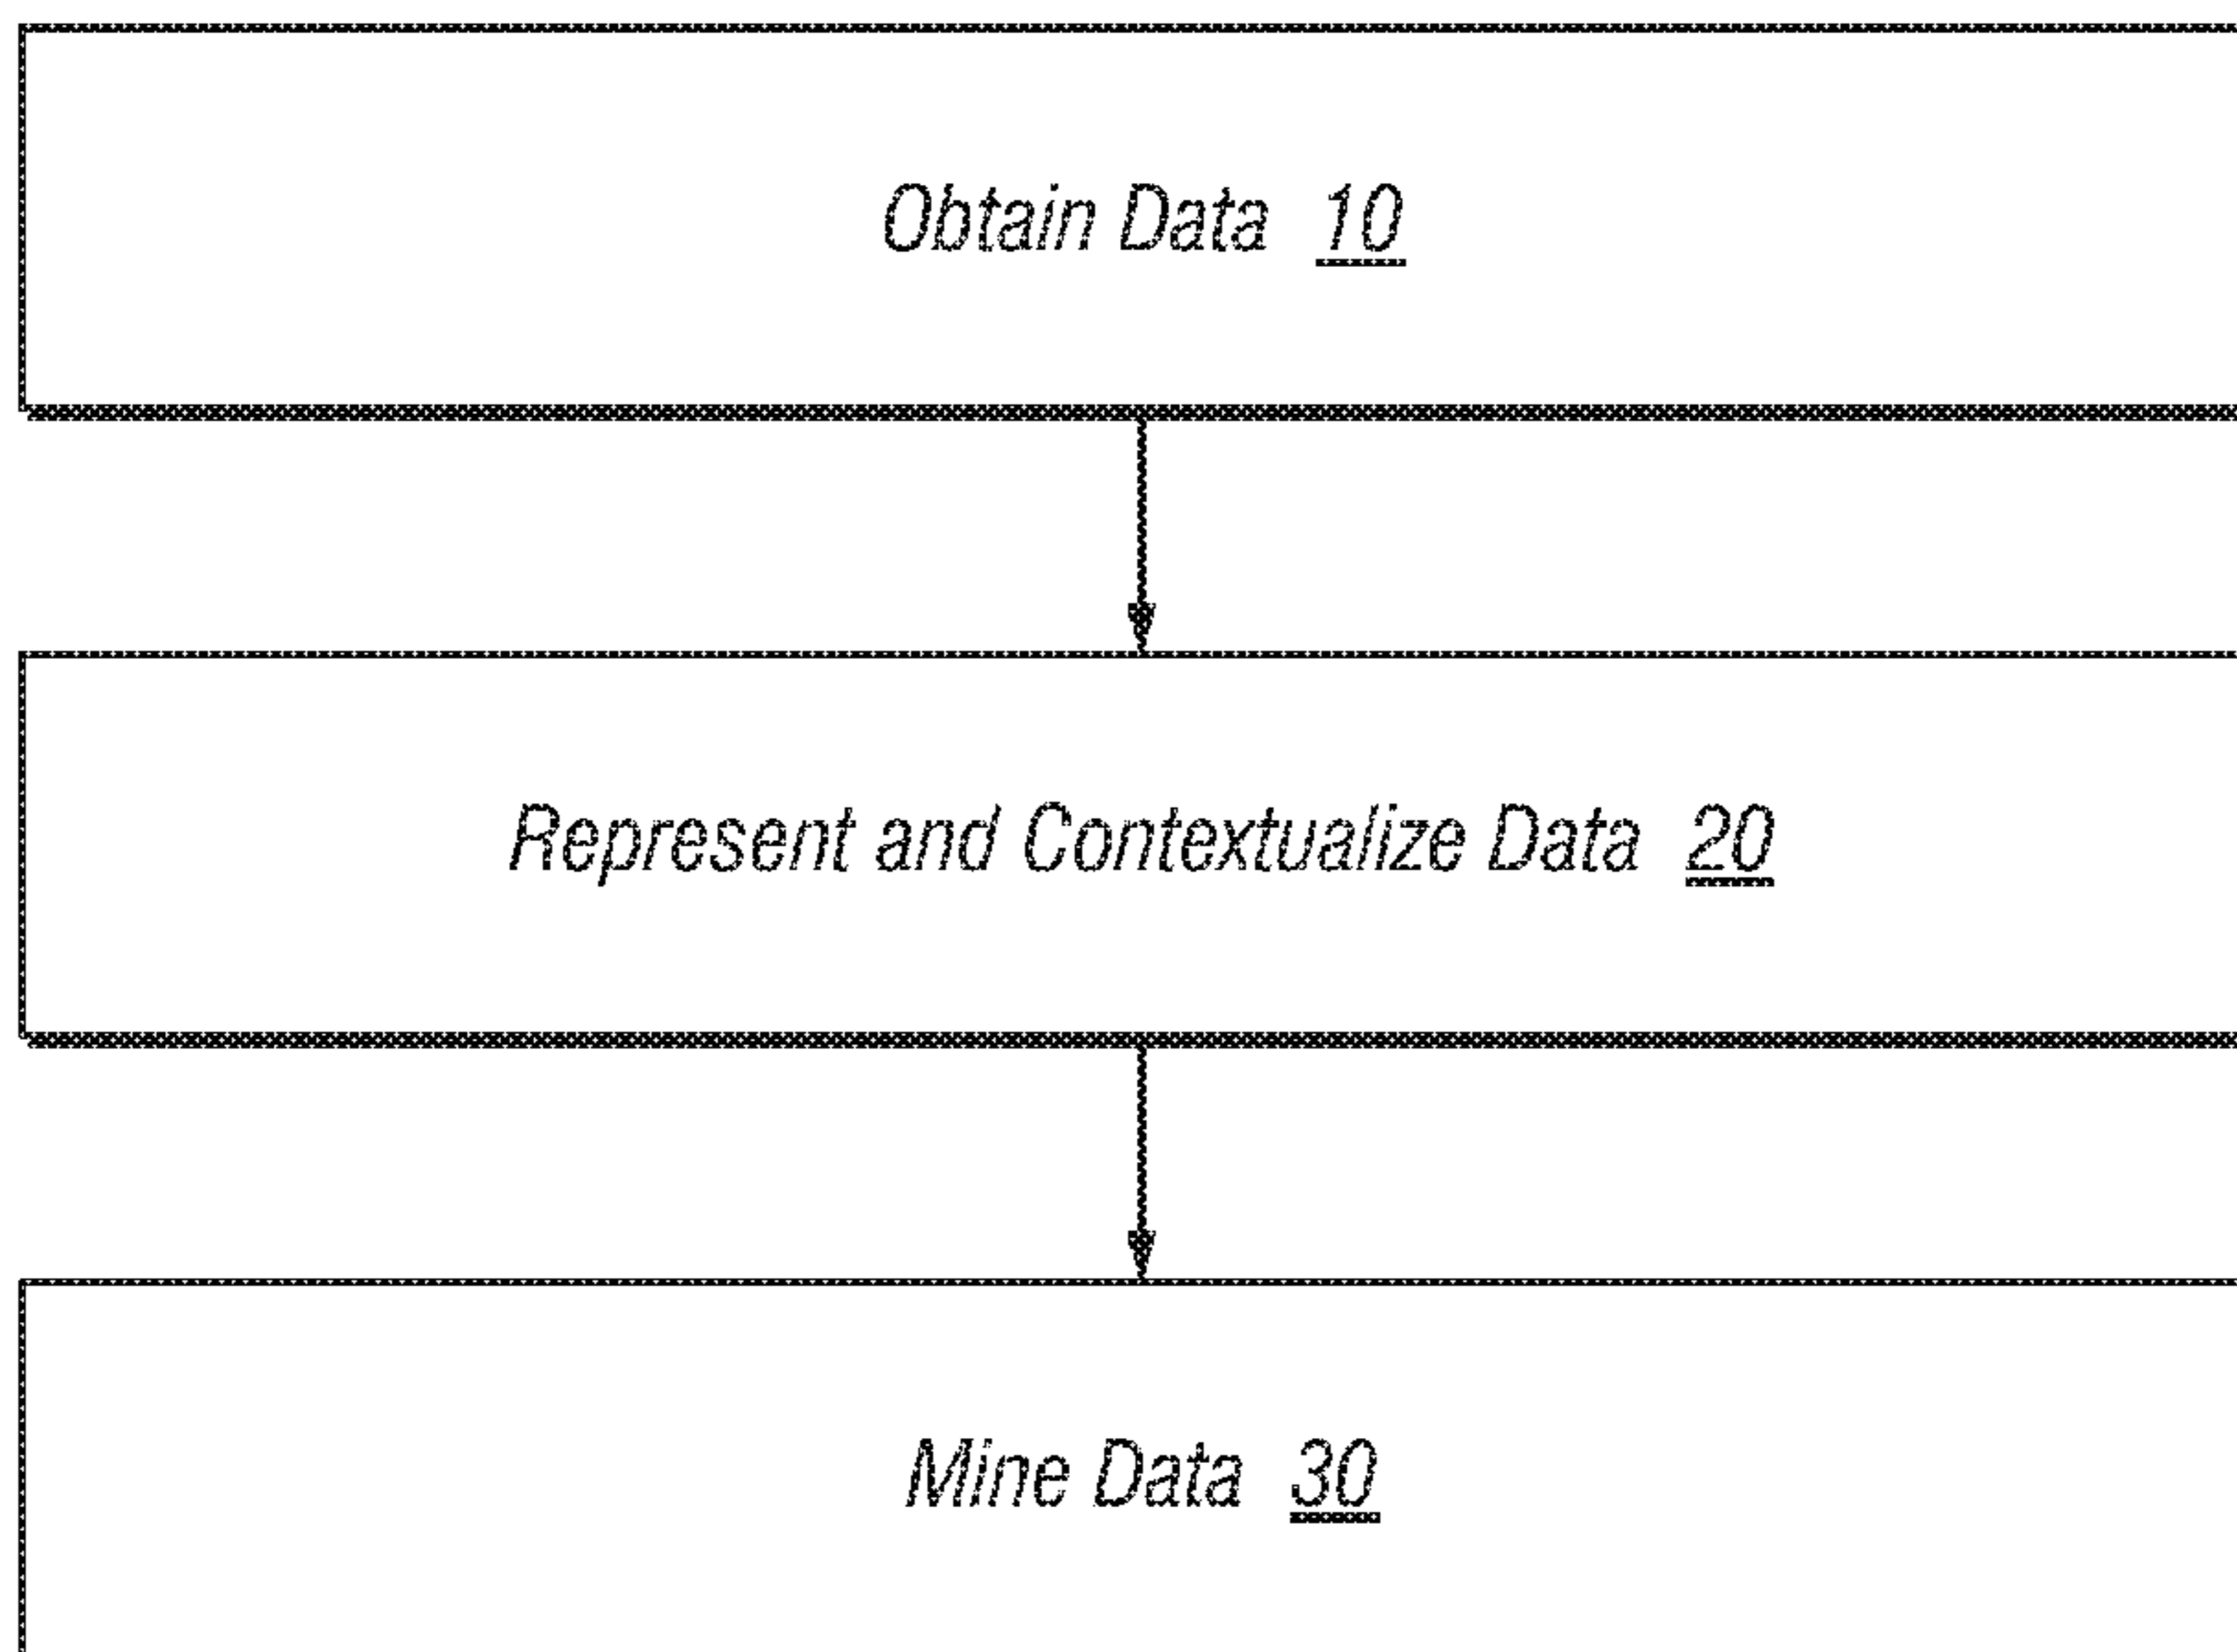 Obtain Data 10
Represent and Contextualize Data 20
Mine Data 30